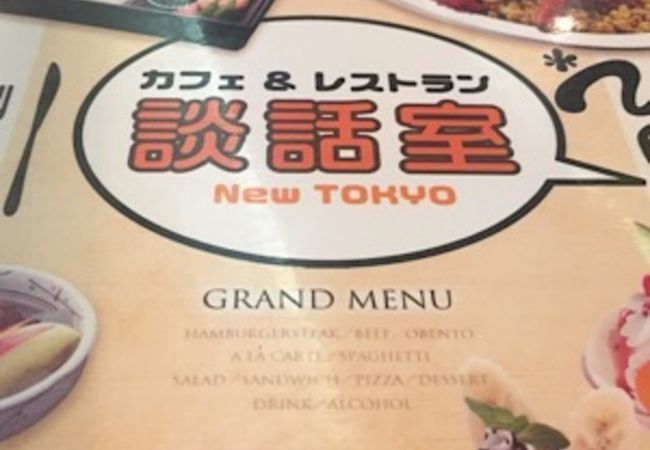 カフェ & レストラン
談話室
New TOKYO
GRAND MENU
HAMBURGERSTEAK/BEEF/OBENTO
A LA CARTE/SPAGHETTI
SALAD/SANDWICH/PIZZA/DESSERT
DRINK/ALCOHOL